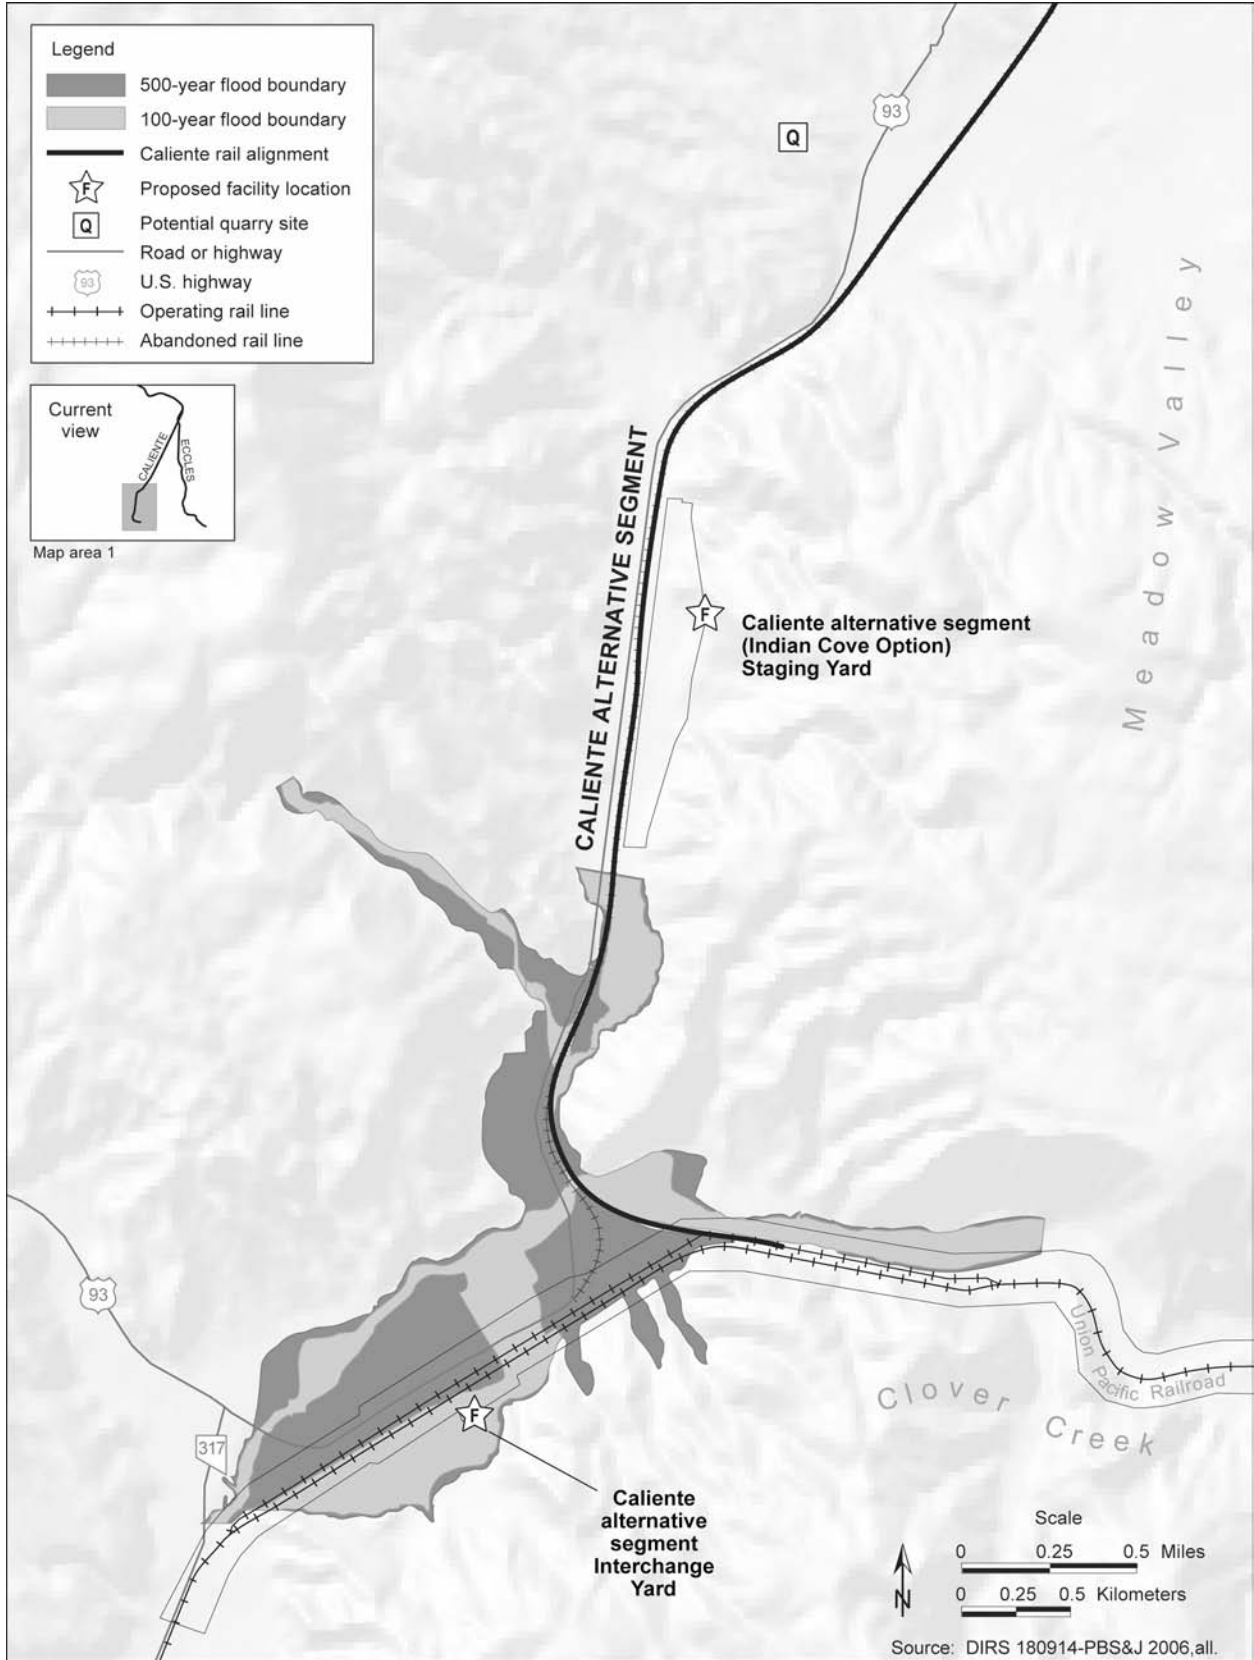 Legend
500-year flood boundary
100-year flood boundary
Caliente rail alignment
F Proposed facility location
Q Potential quarry site
Road or highway
93 U.S. highway
Operating rail line
Abandoned rail line
Current
view
CALIENTE
ECCLES
Map area 1
93
Q
Meadow Valley
CALIENTE ALTERNATIVE SEGMENT
F
Caliente alternative segment
(Indian Cove Option)
Staging Yard
93
317
F
Caliente
alternative
segment
Interchange
Yard
Union
Pacific Railroad
Clover
Creek
Scale
0 0.25 0.5 Miles
0 0.25 0.5 Kilometers
N
Source: DIRS 180914-PBS&J 2006,all.